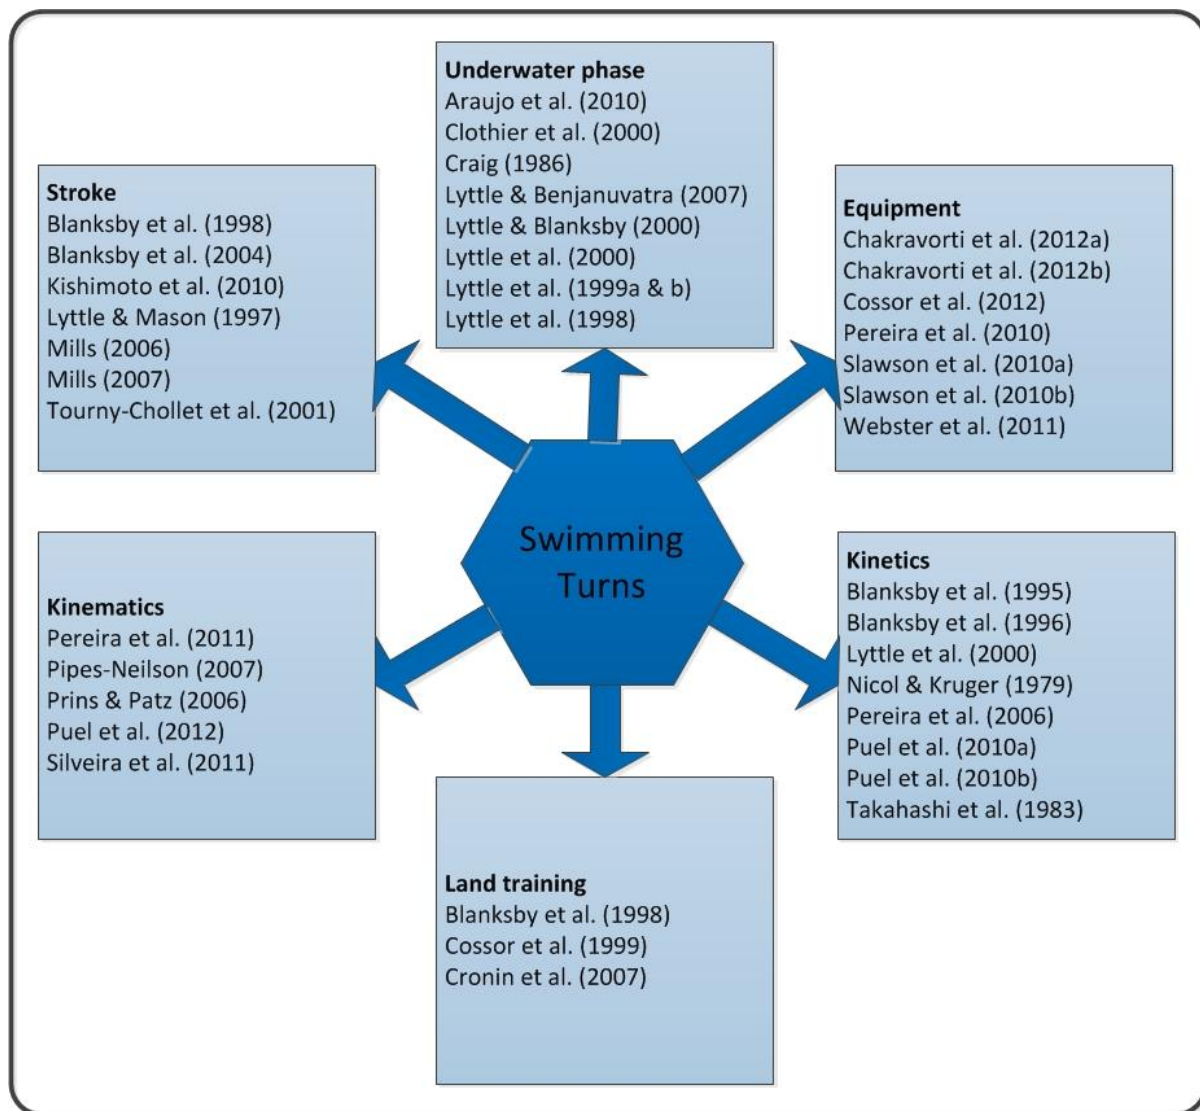 Underwater phase
Araujo et al. (2010)
Clothier et al. (2000)
Craig (1986)
Lyttle & Benjanuvatra (2007)
Lyttle & Blanksby (2000)
Lyttle et al. (2000)
Lyttle et al. (1999a & b)
Lyttle et al. (1998)
Stroke
Blanksby et al. (1998)
Blanksby et al. (2004)
Kishimoto et al. (2010)
Lyttle & Mason (1997)
Mills (2006)
Mills (2007)
Tourny-Chollet et al. (2001)
Equipment
Chakravorti et al. (2012a)
Chakravorti et al. (2012b)
Cossor et al. (2012)
Pereira et al. (2010)
Slawson et al. (2010a)
Slawson et al. (2010b)
Webster et al. (2011)
Swimming
Turns
Kinematics
Pereira et al. (2011)
Pipes-Neilson (2007)
Prins & Patz (2006)
Puel et al. (2012)
Silveira et al. (2011)
Kinetics
Blanksby et al. (1995)
Blanksby et al. (1996)
Lyttle et al. (2000)
Nicol & Kruger (1979)
Pereira et al. (2006)
Puel et al. (2010a)
Puel et al. (2010b)
Takahashi et al. (1983)
Land training
Blanksby et al. (1998)
Cossor et al. (1999)
Cronin et al. (2007)